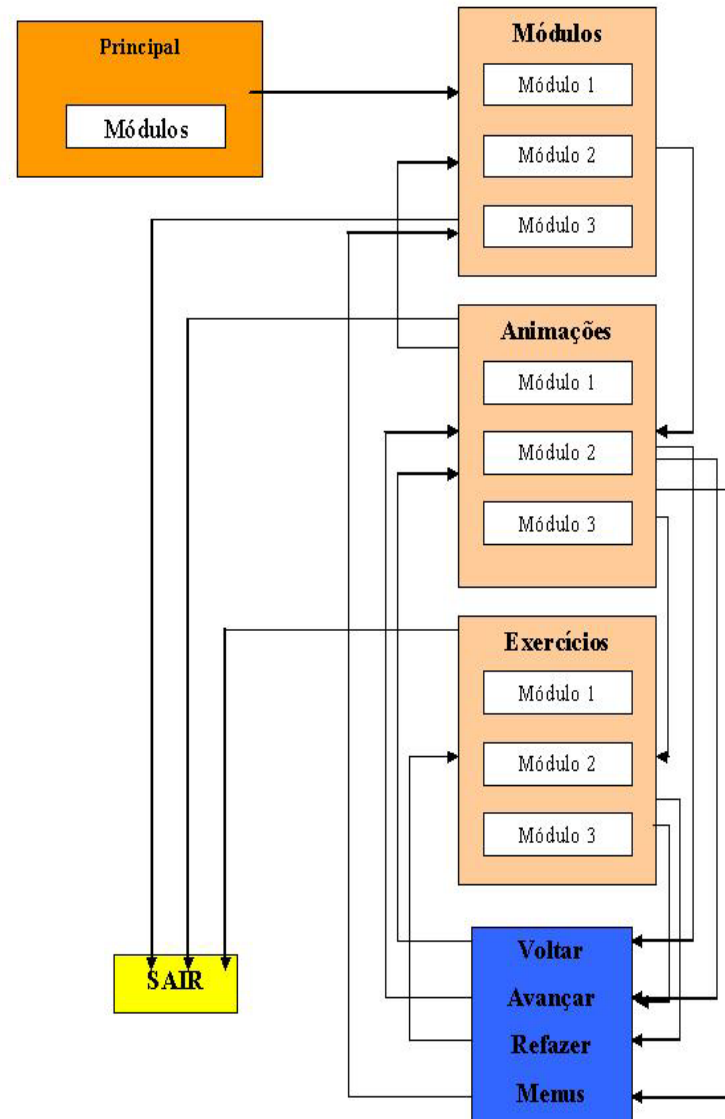 Principal
Módulos
Módulos
Módulo 1
Módulo 2
Módulo 3
Animações
Módulo 1
Módulo 2
Módulo 3
Exercícios
Módulo 1
Módulo 2
Módulo 3
SAIR
Voltar
Avançar
Refazer
Menus